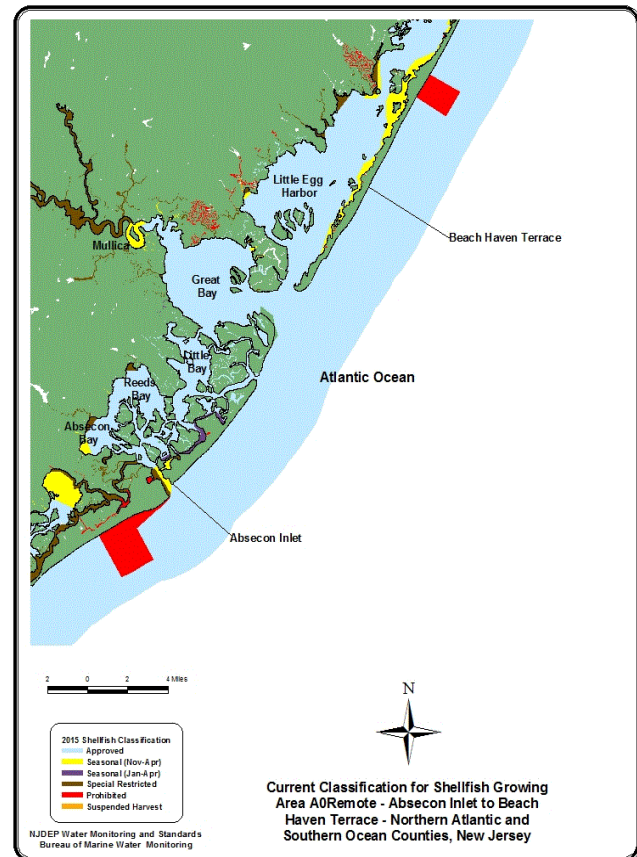 Little Egg
Harbor
Beach Haven Terrace
Mullica
Great
Bay
Little
Bay
Atlantic Ocean
Reeds
Bay
Absecon
Bay
Absecon Inlet
2 0 2 4 Miles
N
2015 Shellfish Classification
Approved
Seasonal (Nov-Apr)
Seasonal (Jan-Apr)
Special Restricted
Prohibited
Suspended Harvest
NJDEP Water Monitoring and Standards
Bureau of Marine Water Monitoring
Current Classification for Shellfish Growing
Area A0Remote - Absecon Inlet to Beach
Haven Terrace - Northern Atlantic and
Southern Ocean Counties, New Jersey